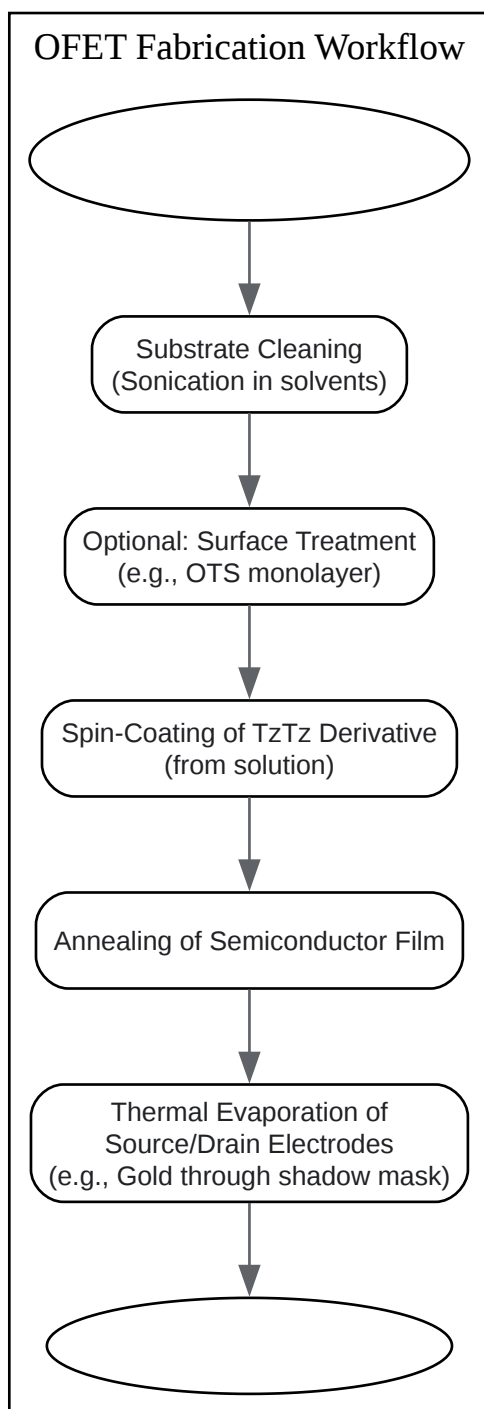 OFET Fabrication Workflow
Substrate Cleaning
(Sonication in solvents)
Optional: Surface Treatment
(e.g., OTS monolayer)
Spin-Coating of TzTz Derivative
(from solution)
Annealing of Semiconductor Film
Thermal Evaporation of
Source/Drain Electrodes
(e.g., Gold through shadow mask)